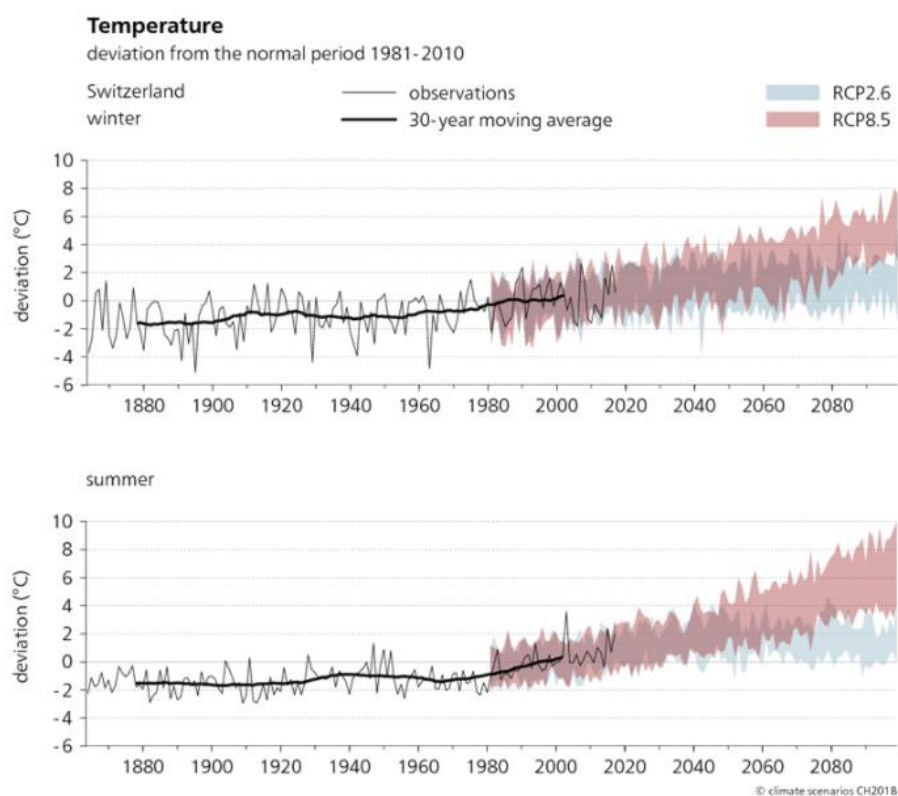 Temperature
deviation from the normal period 1981-2010
Switzerland
winter
observations
30-year moving average
RCP2.6
RCP8.5
deviation (°C)
10
8
6
4
2
0
-2
-4
-6
1880 1900 1920 1940 1960 1980 2000 2020 2040 2060 2080
summer
deviation (°C)
10
8
6
4
2
0
-2
-4
-6
1880 1900 1920 1940 1960 1980 2000 2020 2040 2060 2080
© climate scenarios CH2018